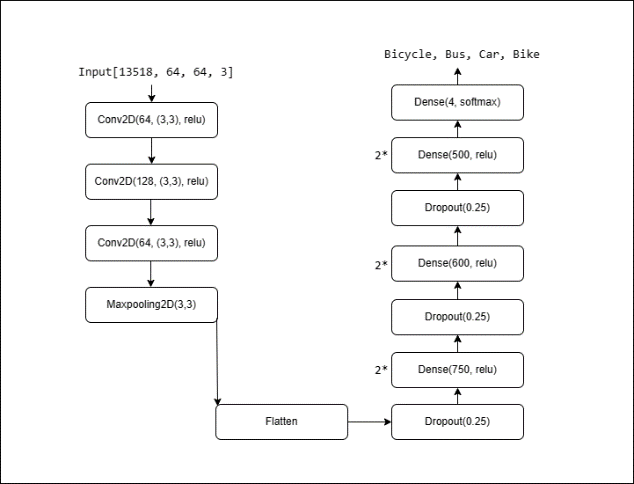 Input[13518, 64, 64, 3]
Conv2D(64, (3,3), relu)
Conv2D(128, (3,3), relu)
Conv2D(64, (3,3), relu)
Maxpooling2D(3,3)
Flatten
Dropout(0.25)
2* Dense(750, relu)
Dropout(0.25)
2* Dense(600, relu)
Dropout(0.25)
2* Dense(500, relu)
Dense(4, softmax)
Bicycle, Bus, Car, Bike